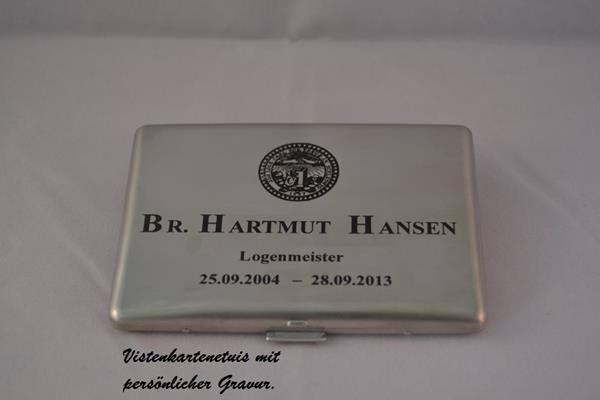 BR. HARTMUT HANSEN
Logenmeister
25.09.2004 – 28.09.2013
Vistenkartenetuis mit
persönlicher Gravur.